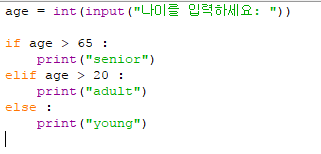 age = int(input("나이를 입력하세요: "))
if age > 65 :
    print("senior")
elif age > 20 :
    print("adult")
else :
    print("young")